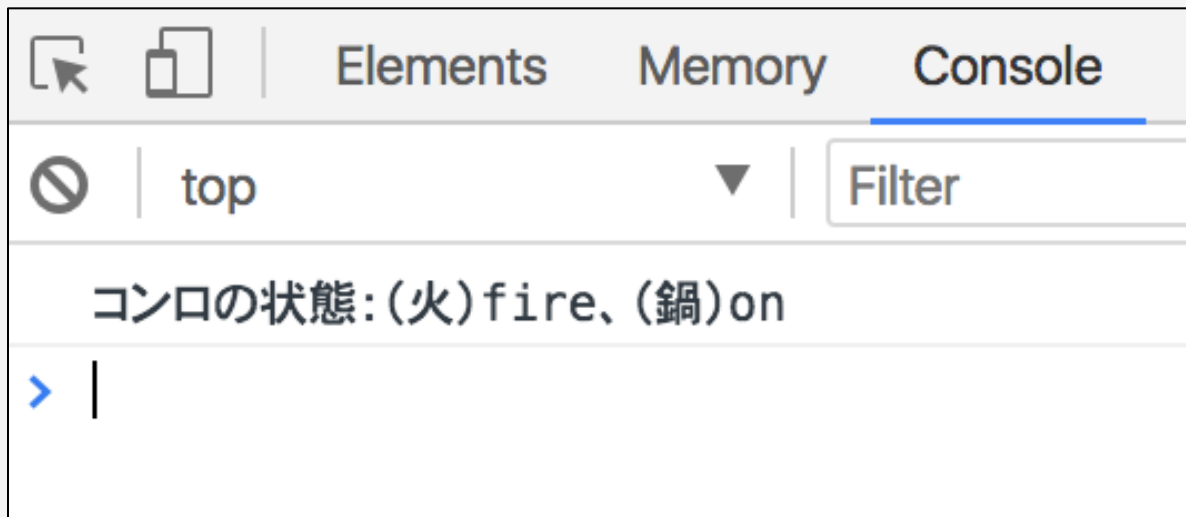 Elements Memory Console
top ▼ Filter
コンロの状態:(火)fire、(鍋)on
>